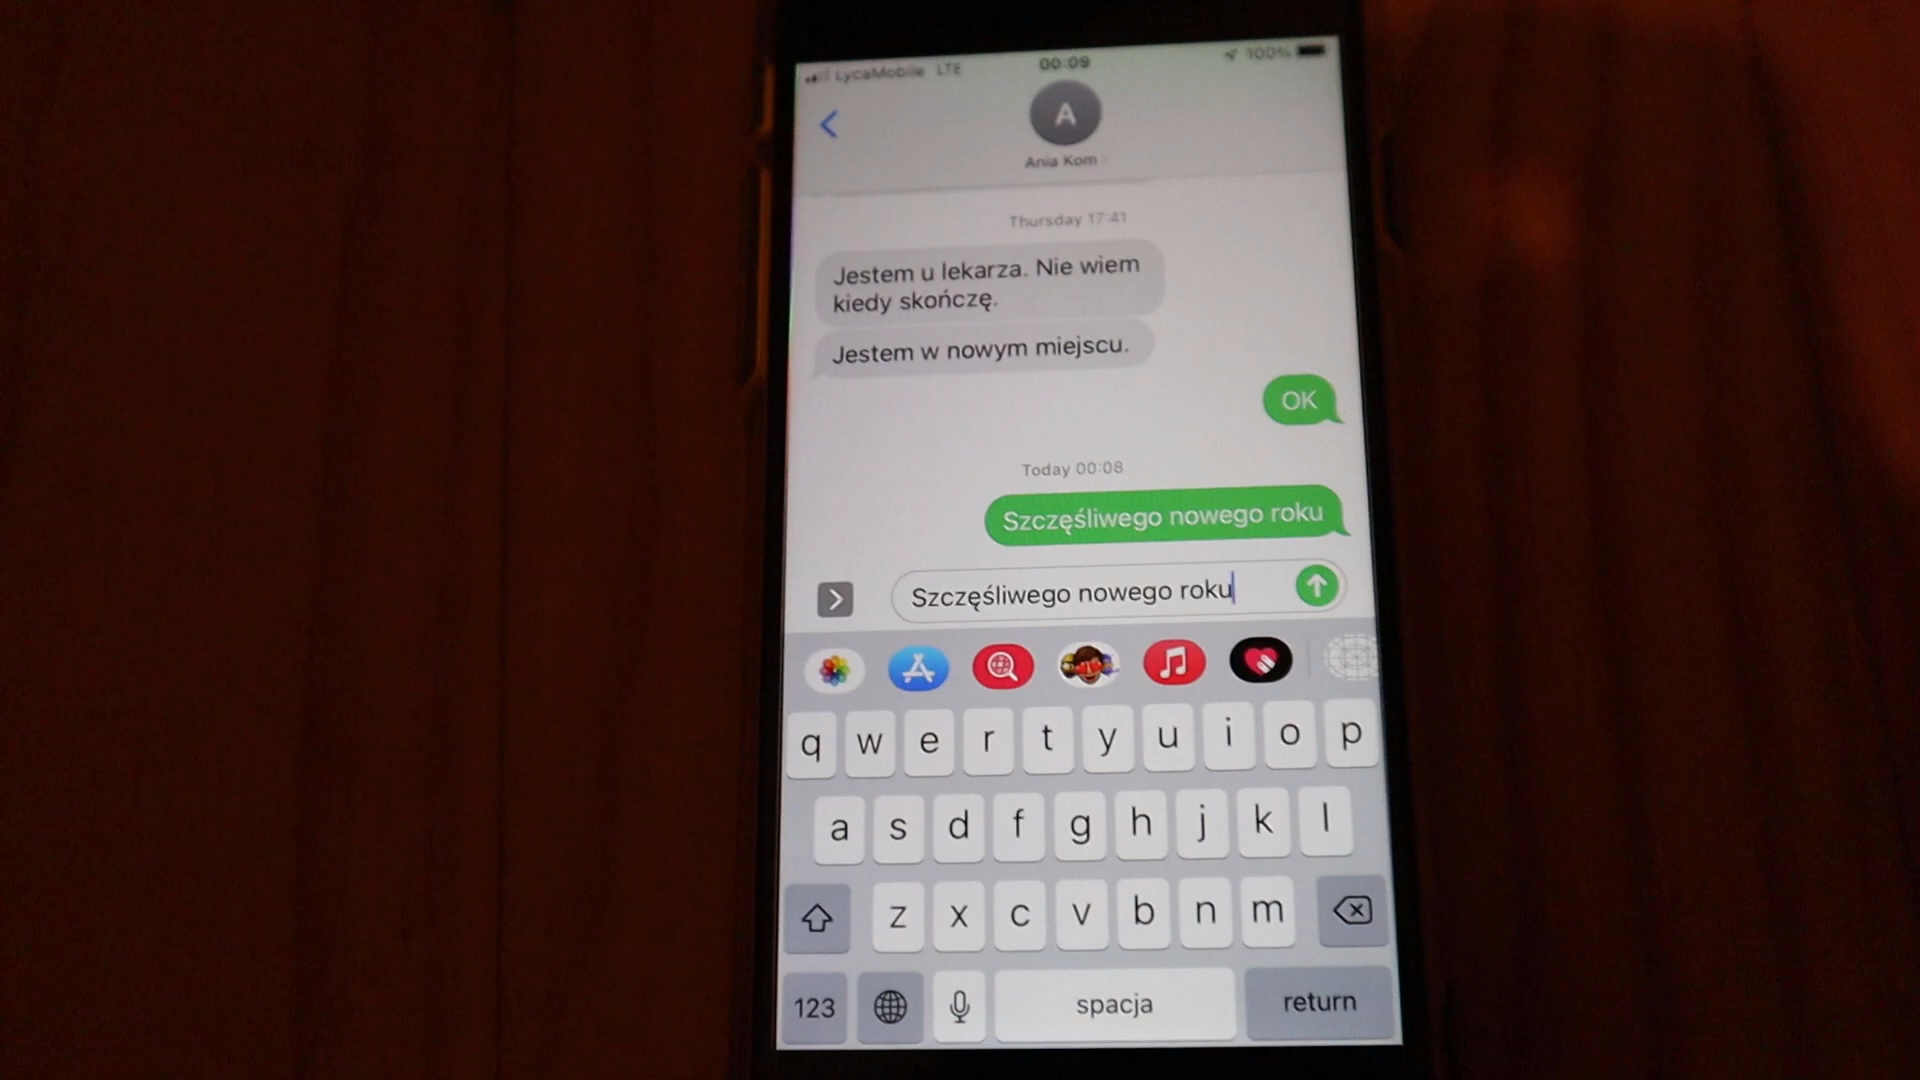 LycaMobile LTE 00:09 100%
A
Ania Kom
Thursday 17:41
Jestem u lekarza. Nie wiem
kiedy skończę.
Jestem w nowym miejscu.
OK
Today 00:08
Szczęśliwego nowego roku
Szczęśliwego nowego roku
q w e r t y u i o p
a s d f g h j k l
z x c v b n m
123 spacja return